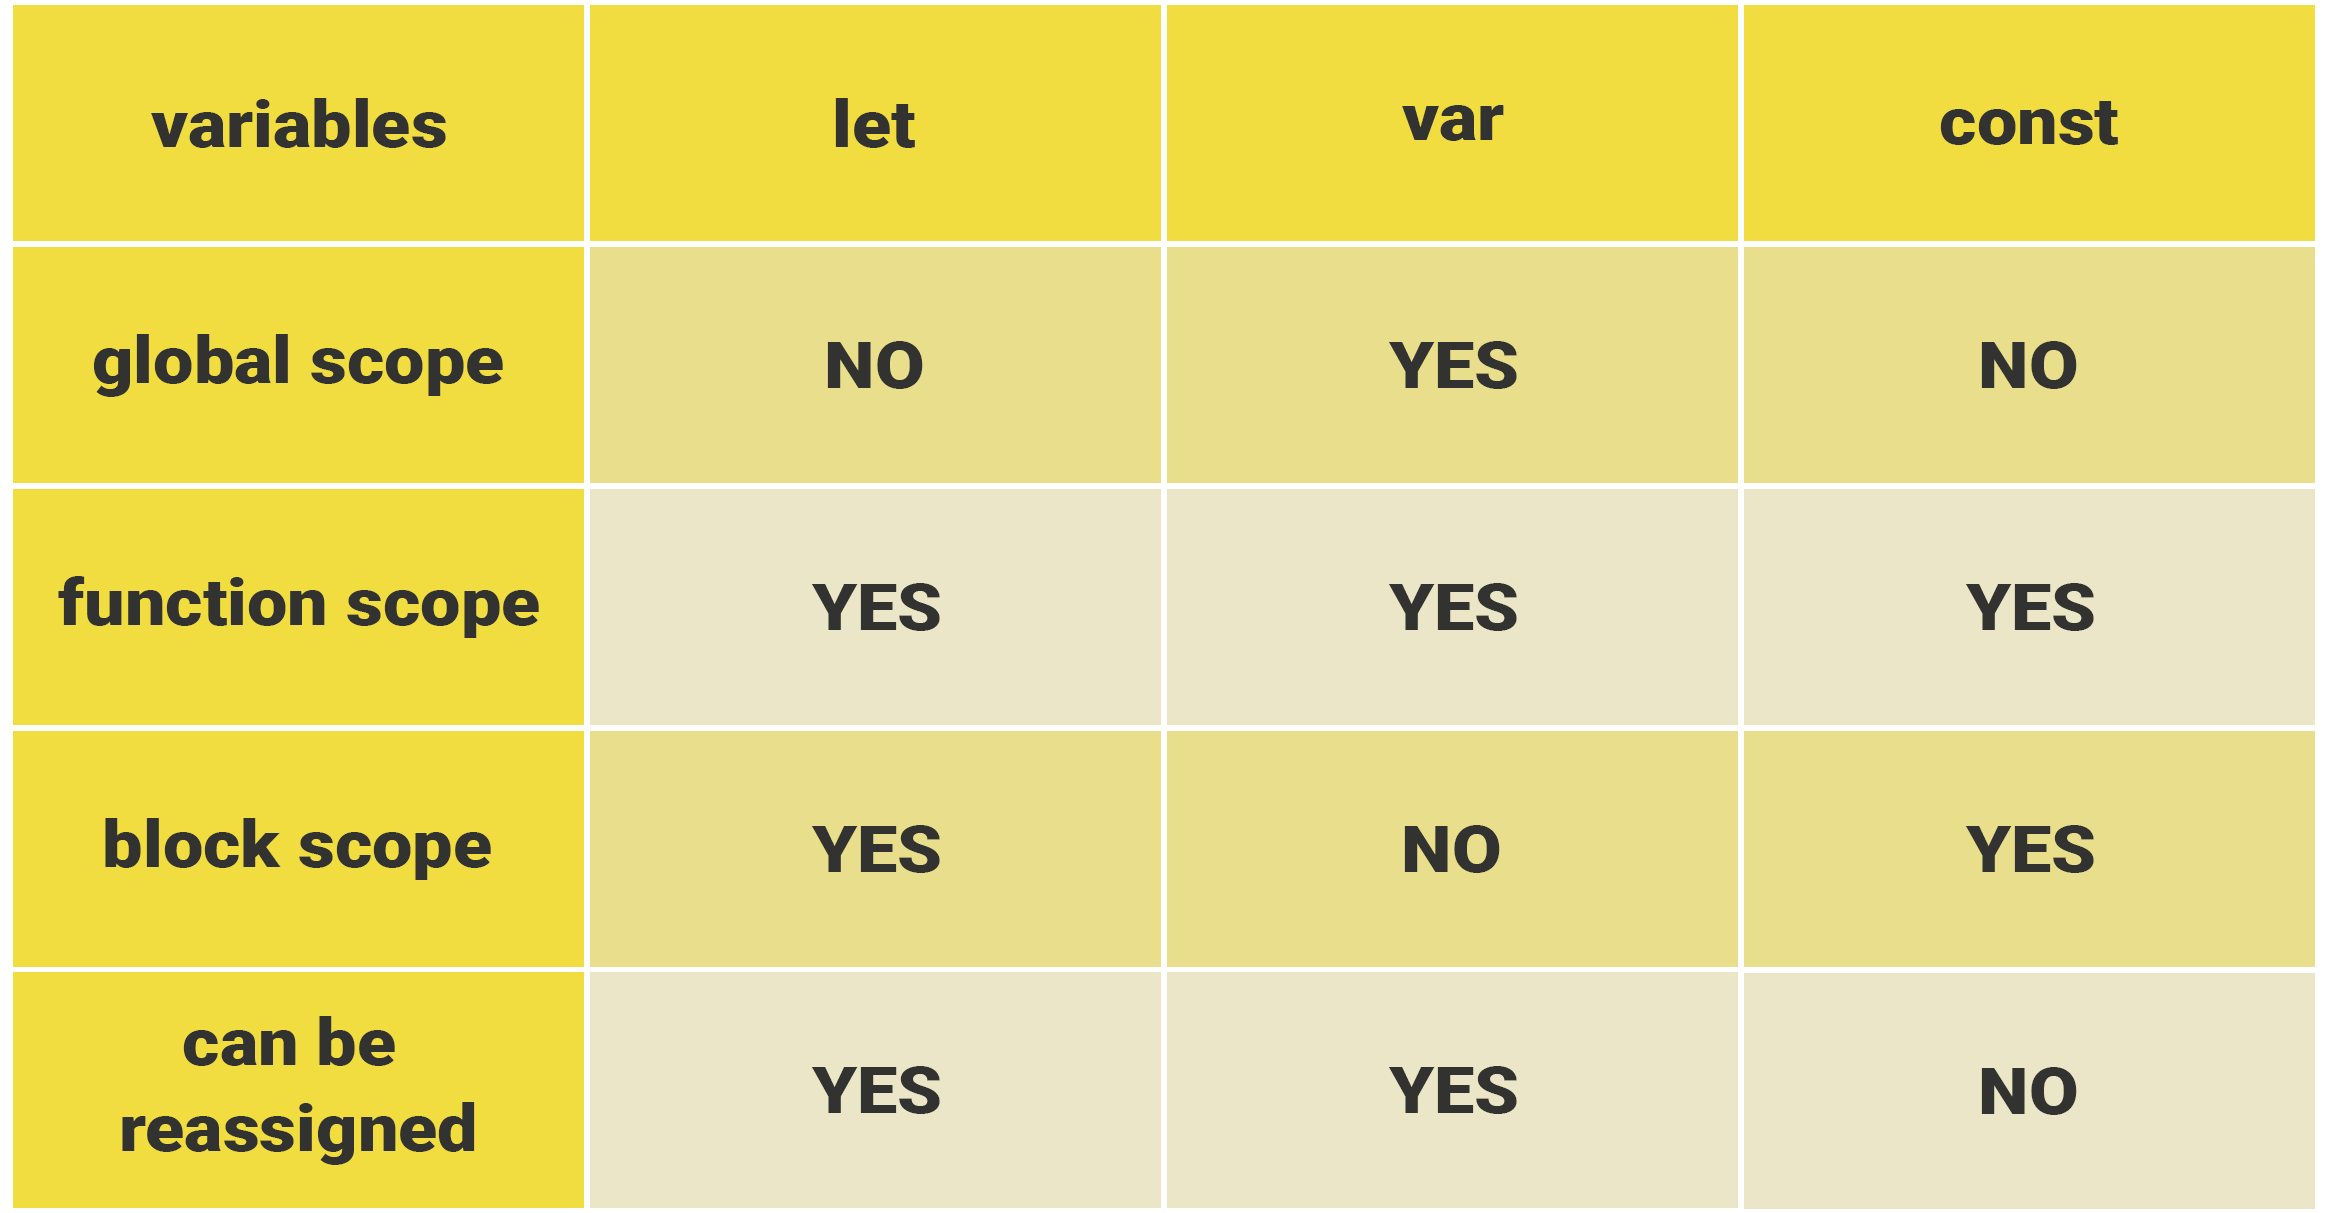 variables let var const
global scope NO YES NO
function scope YES YES YES
block scope YES NO YES
can be
reassigned YES YES NO